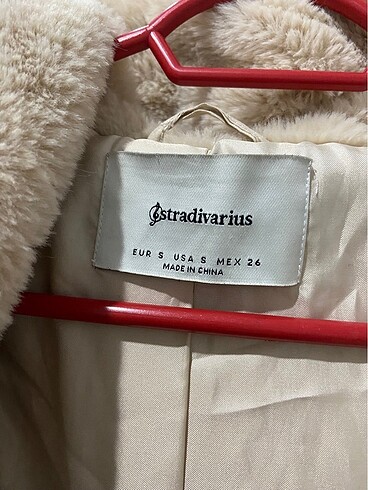 stradivarius
EUR S USA S MEX 26
MADE IN CHINA